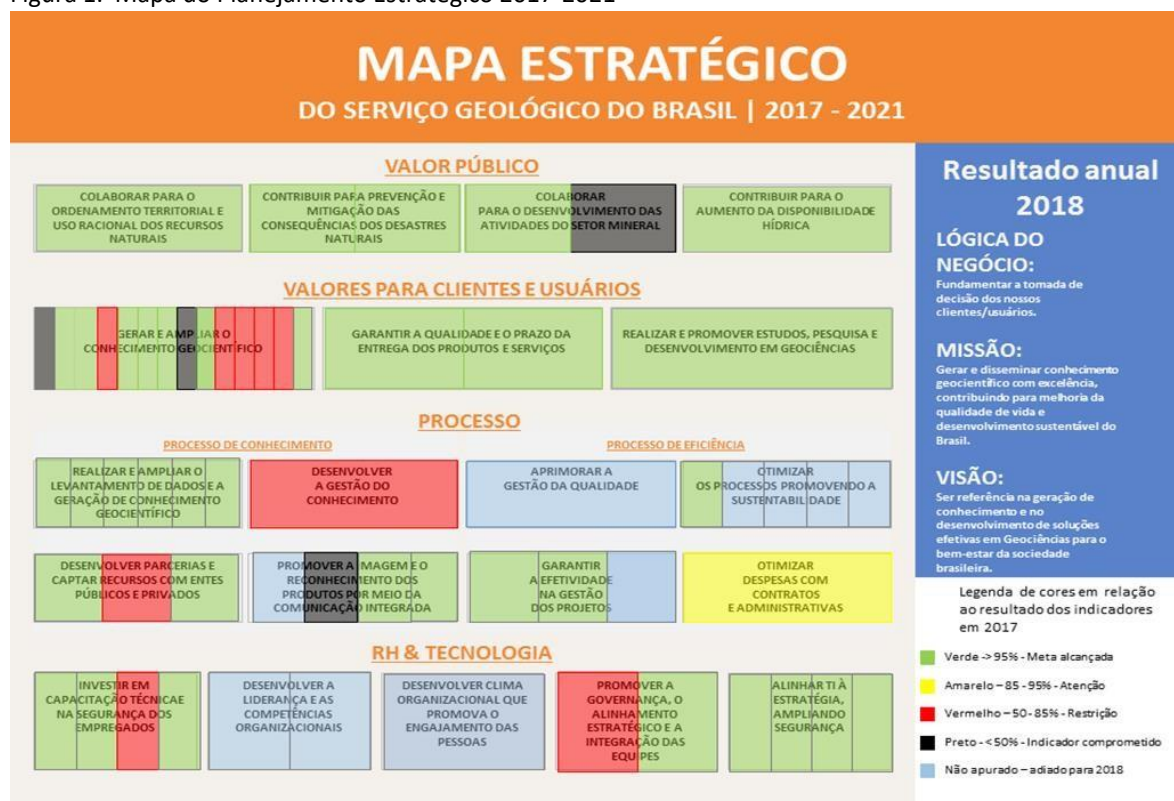 Figura 1: Mapa do Planejamento Estratégico 2017-2021
MAPA ESTRATÉGICO
DO SERVIÇO GEOLÓGICO DO BRASIL | 2017 - 2021
VALOR PÚBLICO
COLABORAR PARA O
ORDENAMENTO TERRITORIAL E
USO RACIONAL DOS RECURSOS
NATURAIS
CONTRIBUIR PARA PREVENÇÃO E
MITIGAÇÃO DAS
CONSEQUÊNCIAS DOS DESASTRES
NATURAIS
COLABORAR
PARA O DESENVOLVIMENTO DAS
ATIVIDADES DO SETOR MINERAL
CONTRIBUIR PARA O
AUMENTO DA DISPONIBILIDADE
HÍDRICA
VALORES PARA CLIENTES E USUÁRIOS
GERAR E AMPLIAR O
CONHECIMENTO GEOCIENTÍFICO
GARANTIR A QUALIDADE E O PRAZO DA
ENTREGA DOS PRODUTOS E SERVIÇOS
REALIZAR E PROMOVER ESTUDOS, PESQUISA E
DESENVOLVIMENTO EM GEOCIÊNCIAS
PROCESSO
PROCESSO DE CONHECIMENTO
PROCESSO DE EFICIÊNCIA
REALIZAR E AMPLIAR O
LEVANTAMENTO DE DADOS E A
GERAÇÃO DE CONHECIMENTO
GEOCIENTÍFICO
DESENVOLVER
A GESTÃO DO
CONHECIMENTO
APRIMORAR A
GESTÃO DA QUALIDADE
OTIMIZAR
OS PROCESSOS PROMOVENDO A
SUSTENTABILIDADE
DESENVOLVER PARCERIAS E
CAPTAR RECURSOS COM ENTES
PÚBLICOS E PRIVADOS
PROMOVER A IMAGEM E O
RECONHECIMENTO DOS
PRODUTOS POR MEIO DA
COMUNICAÇÃO INTEGRADA
GARANTIR
A EFETIVIDADE
NA GESTÃO
DOS PROJETOS
OTIMIZAR
DESPESAS COM
CONTRATOS
E ADMINISTRATIVAS
RH & TECNOLOGIA
INVESTIR EM
CAPACITAÇÃO TÉCNICA E
NA SEGURANÇA DOS
EMPREGADOS
DESENVOLVER A
LIDERANÇA E AS
COMPETÊNCIAS
ORGANIZACIONAIS
DESENVOLVER CLIMA
ORGANIZACIONAL QUE
PROMOVA O
ENGAJAMENTO DAS
PESSOAS
PROMOVER A
GOVERNANÇA, O
ALINHAMENTO
ESTRATÉGICO E A
INTEGRAÇÃO DAS
EQUIPES
ALINHAR TI À
ESTRATÉGIA,
AMPLIANDO
SEGURANÇA
Resultado anual
2018
LÓGICA DO
NEGÓCIO:
Fundamentar a tomada de
decisão dos nossos
clientes/usuários.
MISSÃO:
Gerar e disseminar conhecimento
geocientífico com excelência,
contribuindo para melhoria da
qualidade de vida e
desenvolvimento sustentável do
Brasil.
VISÃO:
Ser referência na geração de
conhecimento e no
desenvolvimento de soluções
efetivas em Geociências para o
bem-estar da sociedade
brasileira.
Legenda de cores em relação
ao resultado dos indicadores
em 2017
Verde -> 95% - Meta alcançada
Amarelo – 85 - 95% - Atenção
Vermelho – 50 - 85% - Restrição
Preto - < 50% - Indicador comprometido
Não apurado – adiado para 2018